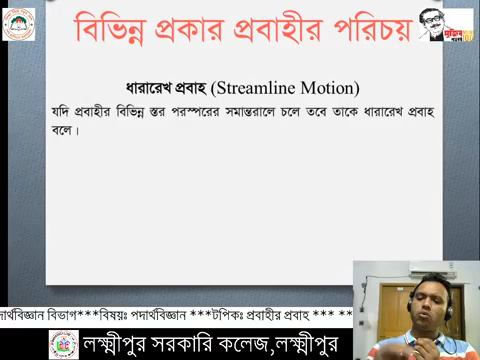 বিভিন্ন প্রকার প্রবাহীর পরিচয়
ধারারেখ প্রবাহ (Streamline Motion)
যদি প্রবাহীর বিভিন্ন স্তর পরস্পরের সমান্তরালে চলে তবে তাকে ধারারেখ প্রবাহ
বলে।
দার্থবিজ্ঞান বিভাগ***বিষয়ঃ পদার্থবিজ্ঞান ***টপিকঃ প্রবাহীর প্রবাহ *** **
লক্ষ্মীপুর সরকারি কলেজ,লক্ষ্মীপুর